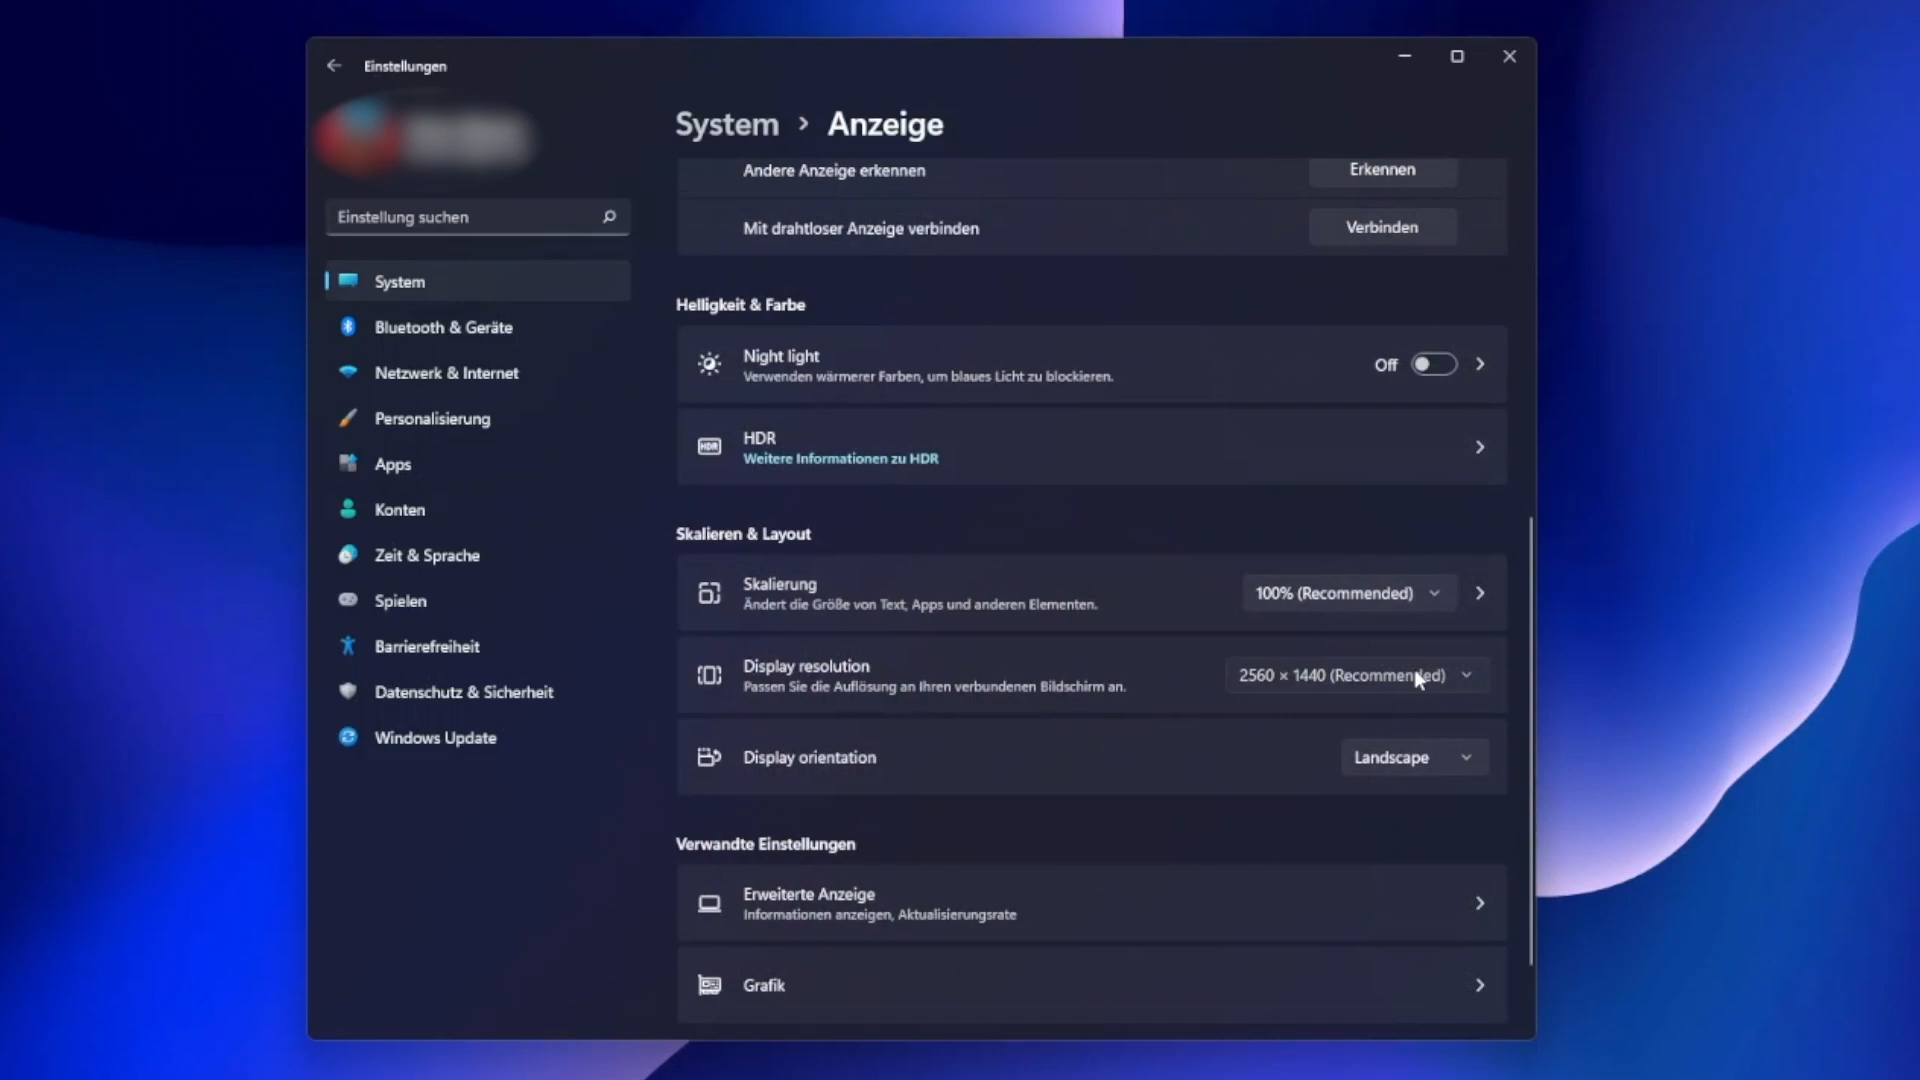 Einstellungen
System > Anzeige
Einstellung suchen
System
Bluetooth & Geräte
Netzwerk & Internet
Personalisierung
Apps
Konten
Zeit & Sprache
Spielen
Barrierefreiheit
Datenschutz & Sicherheit
Windows Update
Andere Anzeige erkennen
Erkennen
Mit drahtloser Anzeige verbinden
Verbinden
Helligkeit & Farbe
Night light
Verwenden wärmerer Farben, um blaues Licht zu blockieren.
Off
HDR
HDR
Weitere Informationen zu HDR
Skalieren & Layout
Skalierung
Ändert die Größe von Text, Apps und anderen Elementen.
100% (Recommended)
Display resolution
Passen Sie die Auflösung an Ihren verbundenen Bildschirm an.
2560 × 1440 (Recommended)
Display orientation
Landscape
Verwandte Einstellungen
Erweiterte Anzeige
Informationen anzeigen, Aktualisierungsrate
Grafik